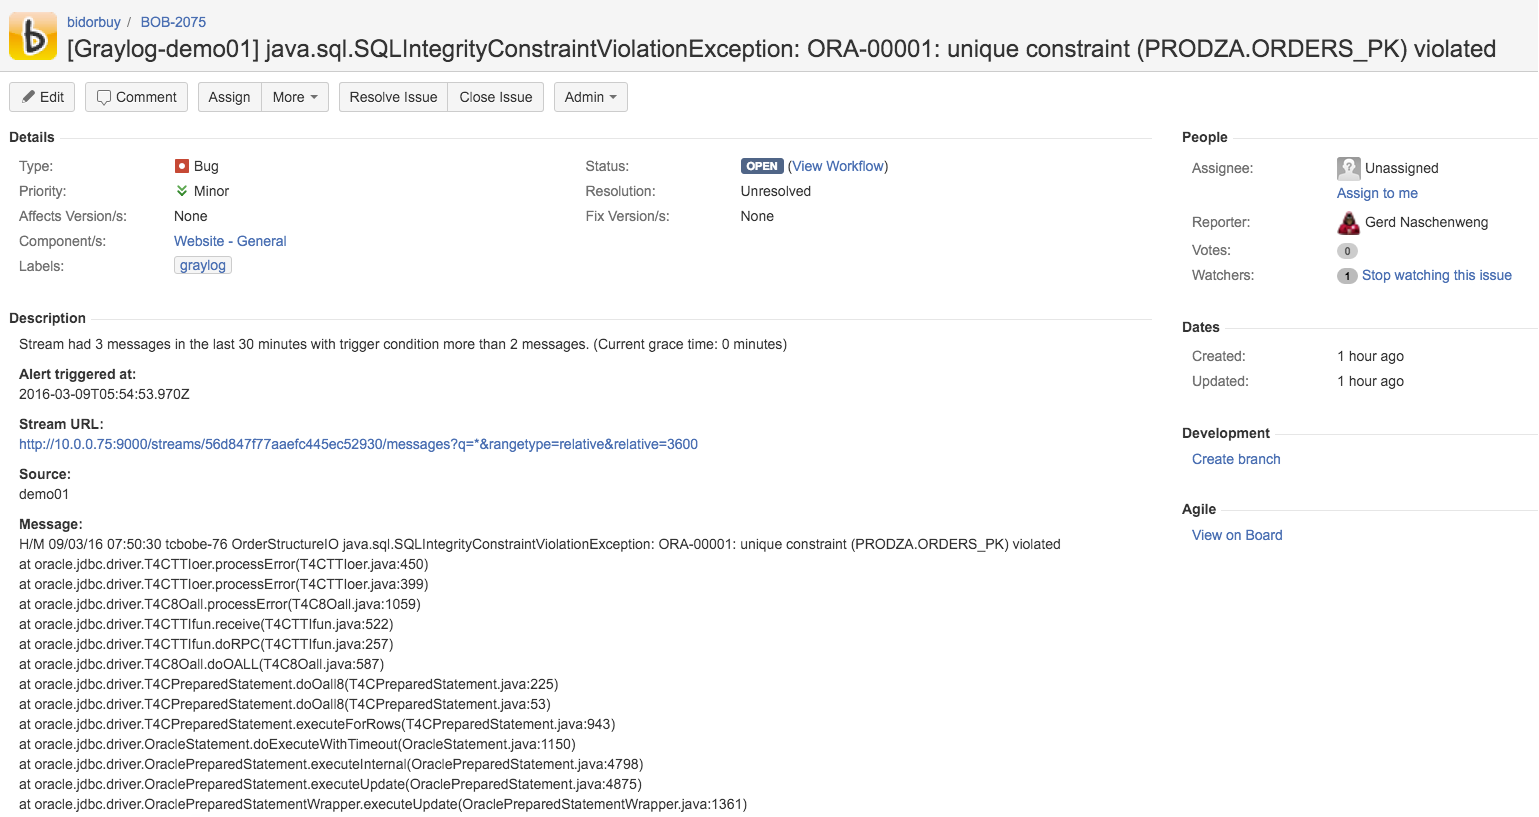 bidorbuy / BOB-2075
[Graylog-demo01] java.sql.SQLIntegrityConstraintViolationException: ORA-00001: unique constraint (PRODZA.ORDERS_PK) violated
Edit Comment Assign More Resolve Issue Close Issue Admin
Details
Type: Bug
Priority: Minor
Affects Version/s: None
Component/s: Website - General
Labels: graylog
Status: OPEN (View Workflow)
Resolution: Unresolved
Fix Version/s: None
Description
Stream had 3 messages in the last 30 minutes with trigger condition more than 2 messages. (Current grace time: 0 minutes)
Alert triggered at:
2016-03-09T05:54:53.970Z
Stream URL:
http://10.0.0.75:9000/streams/56d847f77aaefc445ec52930/messages?q=*&rangetype=relative&relative=3600
Source:
demo01
Message:
H/M 09/03/16 07:50:30 tcbobe-76 OrderStructureIO java.sql.SQLIntegrityConstraintViolationException: ORA-00001: unique constraint (PRODZA.ORDERS_PK) violated
at oracle.jdbc.driver.T4CTTIoer.processError(T4CTTIoer.java:450)
at oracle.jdbc.driver.T4CTTIoer.processError(T4CTTIoer.java:399)
at oracle.jdbc.driver.T4C8Oall.processError(T4C8Oall.java:1059)
at oracle.jdbc.driver.T4CTTIfun.receive(T4CTTIfun.java:522)
at oracle.jdbc.driver.T4CTTIfun.doRPC(T4CTTIfun.java:257)
at oracle.jdbc.driver.T4C8Oall.doOALL(T4C8Oall.java:587)
at oracle.jdbc.driver.T4CPreparedStatement.doOall8(T4CPreparedStatement.java:225)
at oracle.jdbc.driver.T4CPreparedStatement.doOall8(T4CPreparedStatement.java:53)
at oracle.jdbc.driver.T4CPreparedStatement.executeForRows(T4CPreparedStatement.java:943)
at oracle.jdbc.driver.OracleStatement.doExecuteWithTimeout(OracleStatement.java:1150)
at oracle.jdbc.driver.OraclePreparedStatement.executeInternal(OraclePreparedStatement.java:4798)
at oracle.jdbc.driver.OraclePreparedStatement.executeUpdate(OraclePreparedStatement.java:4875)
at oracle.jdbc.driver.OraclePreparedStatementWrapper.executeUpdate(OraclePreparedStatementWrapper.java:1361)
People
Assignee: Unassigned
Assign to me
Reporter: Gerd Naschenweng
Votes: 0
Watchers: 1 Stop watching this issue
Dates
Created: 1 hour ago
Updated: 1 hour ago
Development
Create branch
Agile
View on Board